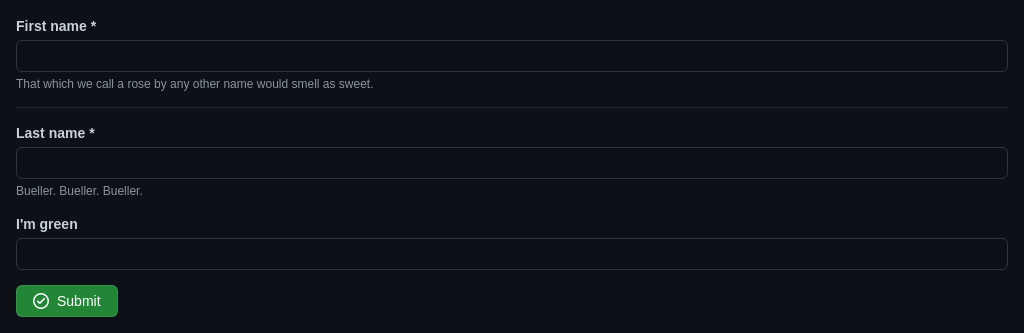 First name *
That which we call a rose by any other name would smell as sweet.
Last name *
Bueller. Bueller. Bueller.
I'm green
Submit